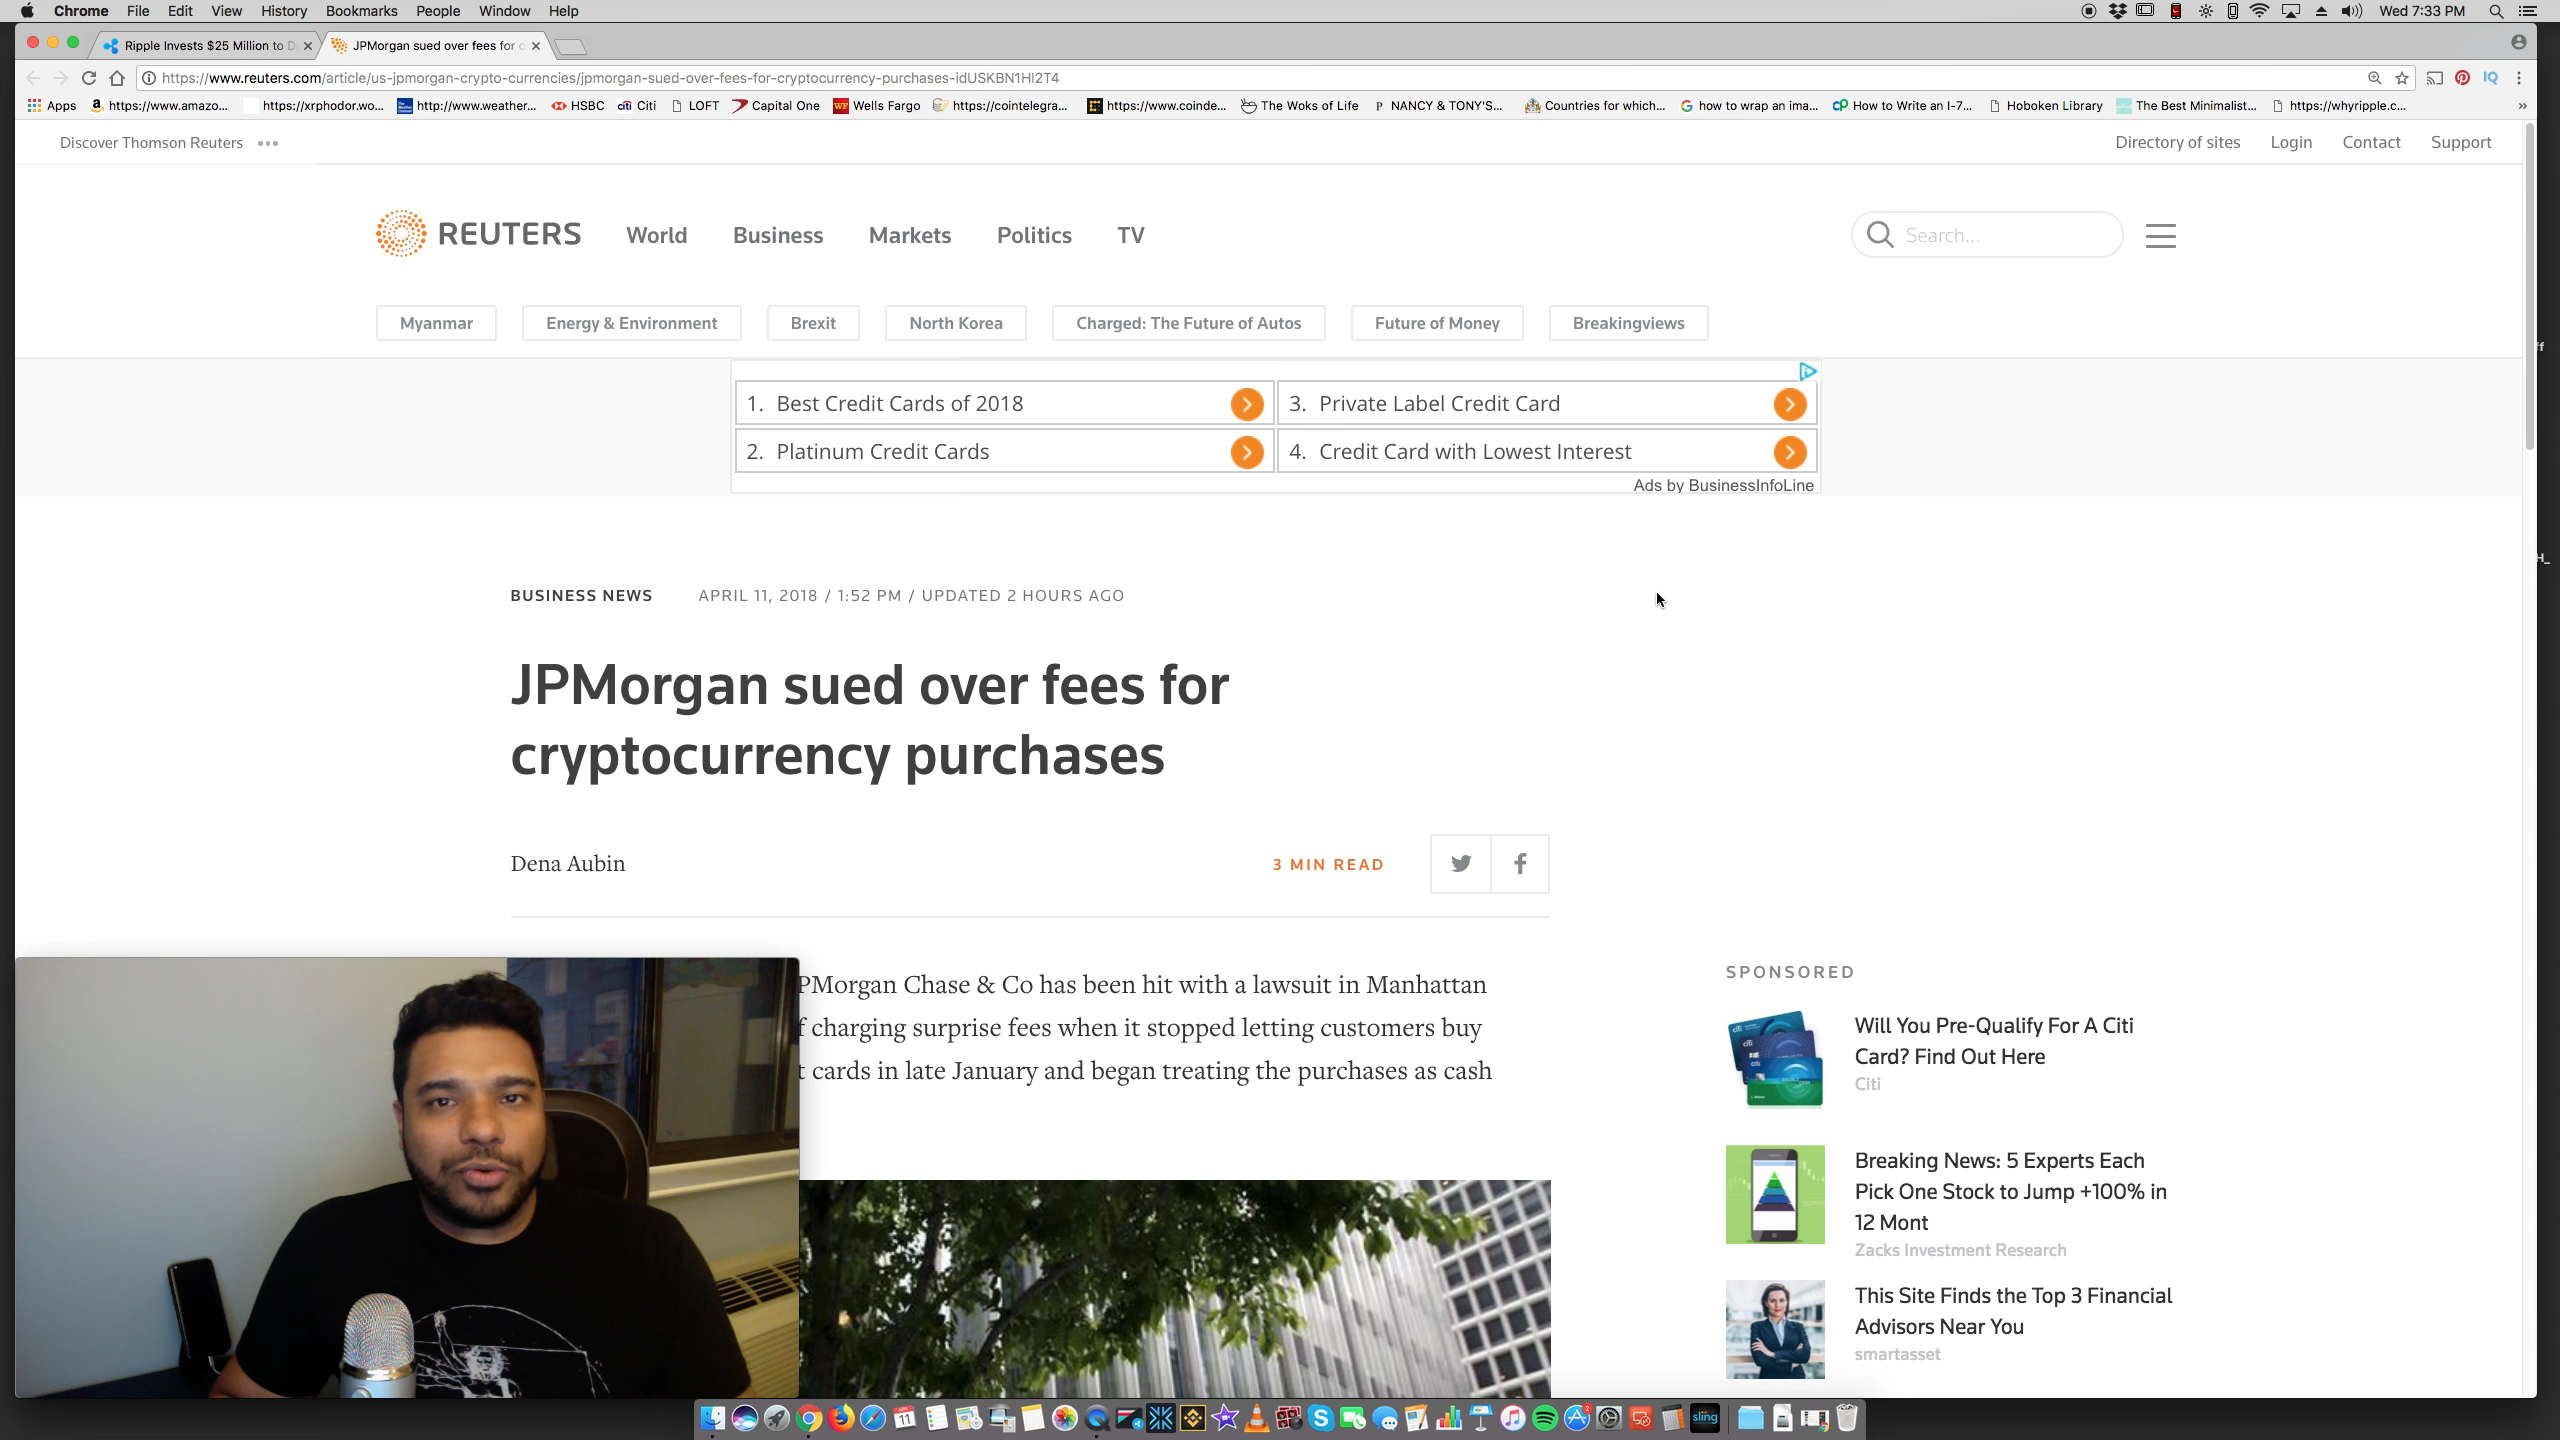 Chrome File Edit View History Bookmarks People Window Help Wed 7:33 PM
Ripple Invests $25 Million to D JPMorgan sued over fees for c
https://www.reuters.com/article/us-jpmorgan-crypto-currencies/jpmorgan-sued-over-fees-for-cryptocurrency-purchases-idUSKBN1HI2T4
Apps https://www.amazo... https://xrphodor.wo... http://www.weather... HSBC Citi LOFT Capital One Wells Fargo https://cointelegra... https://www.coinde... The Woks of Life NANCY & TONY'S... Countries for which... how to wrap an ima... How to Write an I-7... Hoboken Library The Best Minimalist... https://whyripple.c... »
Discover Thomson Reuters Directory of sites Login Contact Support
REUTERS World Business Markets Politics TV Search...
Myanmar Energy & Environment Brexit North Korea Charged: The Future of Autos Future of Money Breakingviews
1. Best Credit Cards of 2018 3. Private Label Credit Card
2. Platinum Credit Cards 4. Credit Card with Lowest Interest
Ads by BusinessInfoLine
BUSINESS NEWS APRIL 11, 2018 / 1:52 PM / UPDATED 2 HOURS AGO
JPMorgan sued over fees for
cryptocurrency purchases
Dena Aubin 3 MIN READ
PMorgan Chase & Co has been hit with a lawsuit in Manhattan
f charging surprise fees when it stopped letting customers buy
t cards in late January and began treating the purchases as cash
SPONSORED
Will You Pre-Qualify For A Citi
Card? Find Out Here
Citi
Breaking News: 5 Experts Each
Pick One Stock to Jump +100% in
12 Mont
Zacks Investment Research
This Site Finds the Top 3 Financial
Advisors Near You
smartasset
sling